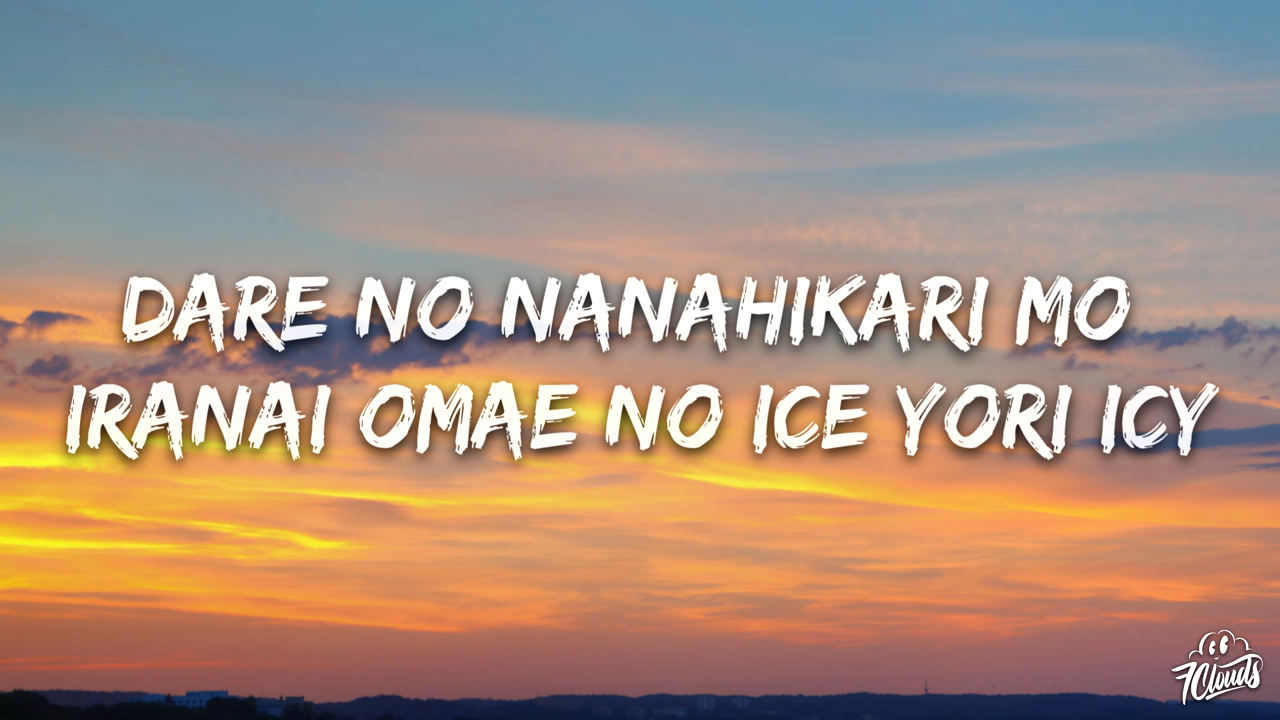 DARE NO NANAHIKARI MO
IRANAI OMAE NO ICE YORI ICY
7Clouds